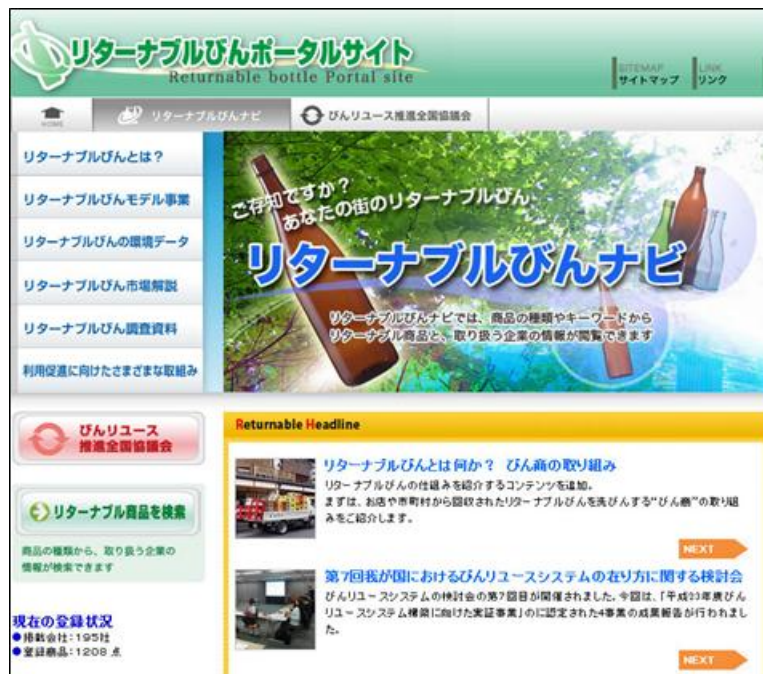 リターナブルびんポータルサイト
Returnable bottle Portal site
SITEMAP
サイトマップ
LINK
リンク
HOME
リターナブルびんナビ
びんリユース推進全国協議会
リターナブルびんとは？
リターナブルびんモデル事業
リターナブルびんの環境データ
リターナブルびん市場解説
リターナブルびん調査資料
利用促進に向けたさまざまな取組み
ご存知ですか？
あなたの街のリターナブルびん
リターナブルびんナビ
リターナブルびんナビでは、商品の種類やキーワードから
リターナブル商品と、取り扱う企業の情報が閲覧できます
びんリユース
推進全国協議会
リターナブル商品を検索
商品の種類から、取り扱う企業の
情報が検索できます
現在の登録状況
●掲載会社：195社
●登録商品：1208 点
Returnable Headline
リターナブルびんとは何か？ びん商の取り組み
リターナブルびんの仕組みを紹介するコンテンツを追加。
まずは、お店や市町村から回収されたリターナブルびんを洗びんする“びん商”の取り組
みをご紹介します。
NEXT
第7回我が国におけるびんリユースシステムの在り方に関する検討会
びんリユースシステムの検討会の第7回目が開催されました。今回は、「平成23年度びん
リユースシステム構築に向けた実証事業」のに認定された4事業の成果報告が行われまし
た。
NEXT